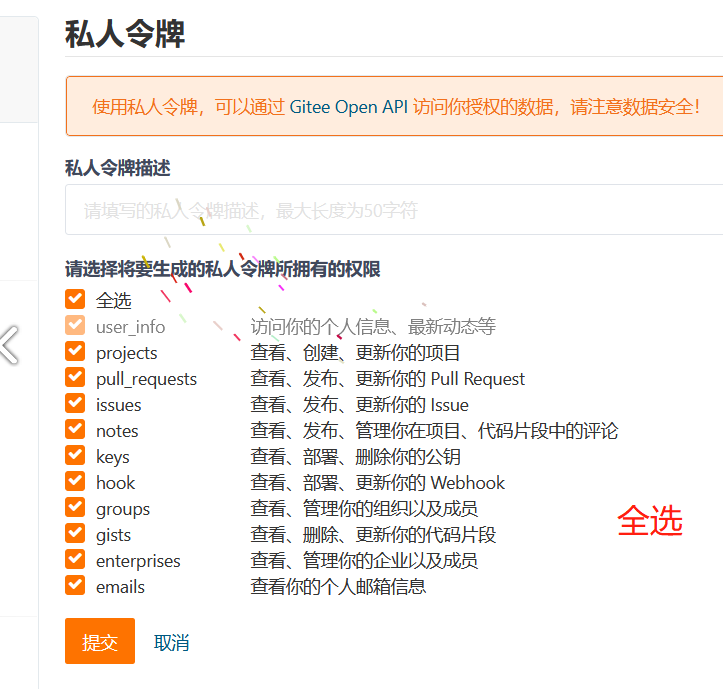 私人令牌
使用私人令牌，可以通过 Gitee Open API 访问你授权的数据，请注意数据安全！
私人令牌描述
请填写的私人令牌描述，最大长度为50字符
请选择将要生成的私人令牌所拥有的权限
全选
user_info 访问你的个人信息、最新动态等
projects 查看、创建、更新你的项目
pull_requests 查看、发布、更新你的 Pull Request
issues 查看、发布、更新你的 Issue
notes 查看、发布、管理你在项目、代码片段中的评论
keys 查看、部署、删除你的公钥
hook 查看、部署、更新你的 Webhook
groups 查看、管理你的组织以及成员
全选
gists 查看、删除、更新你的代码片段
enterprises 查看、管理你的企业以及成员
emails 查看你的个人邮箱信息
提交 取消